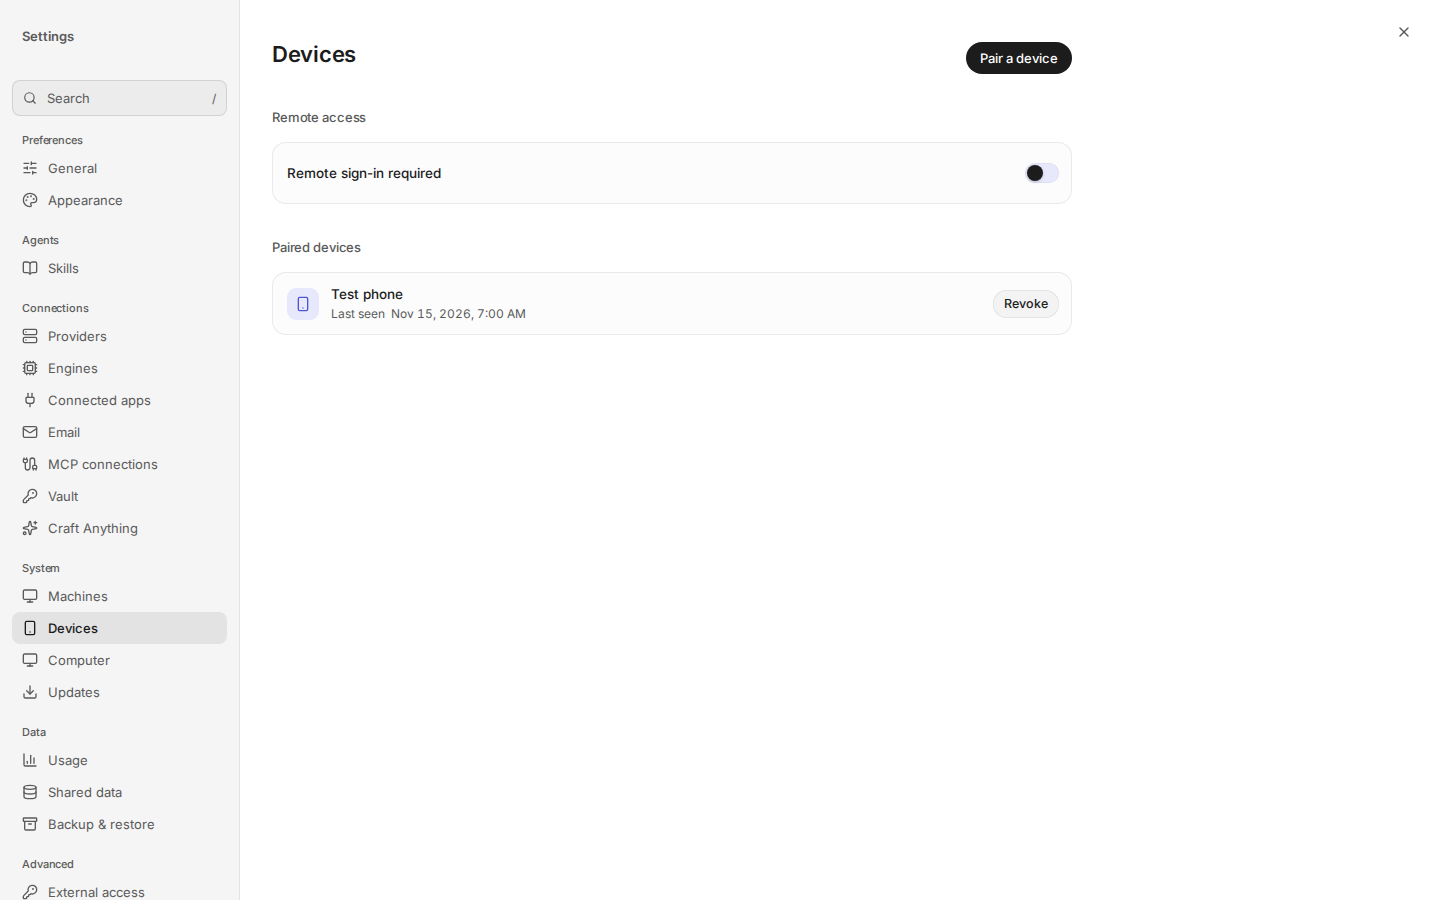 Settings
Search /
Preferences
General
Appearance
Agents
Skills
Connections
Providers
Engines
Connected apps
Email
MCP connections
Vault
Craft Anything
System
Machines
Devices
Computer
Updates
Data
Usage
Shared data
Backup & restore
Advanced
External access
Devices
Pair a device
Remote access
Remote sign-in required
Paired devices
Test phone
Last seen Nov 15, 2026, 7:00 AM
Revoke